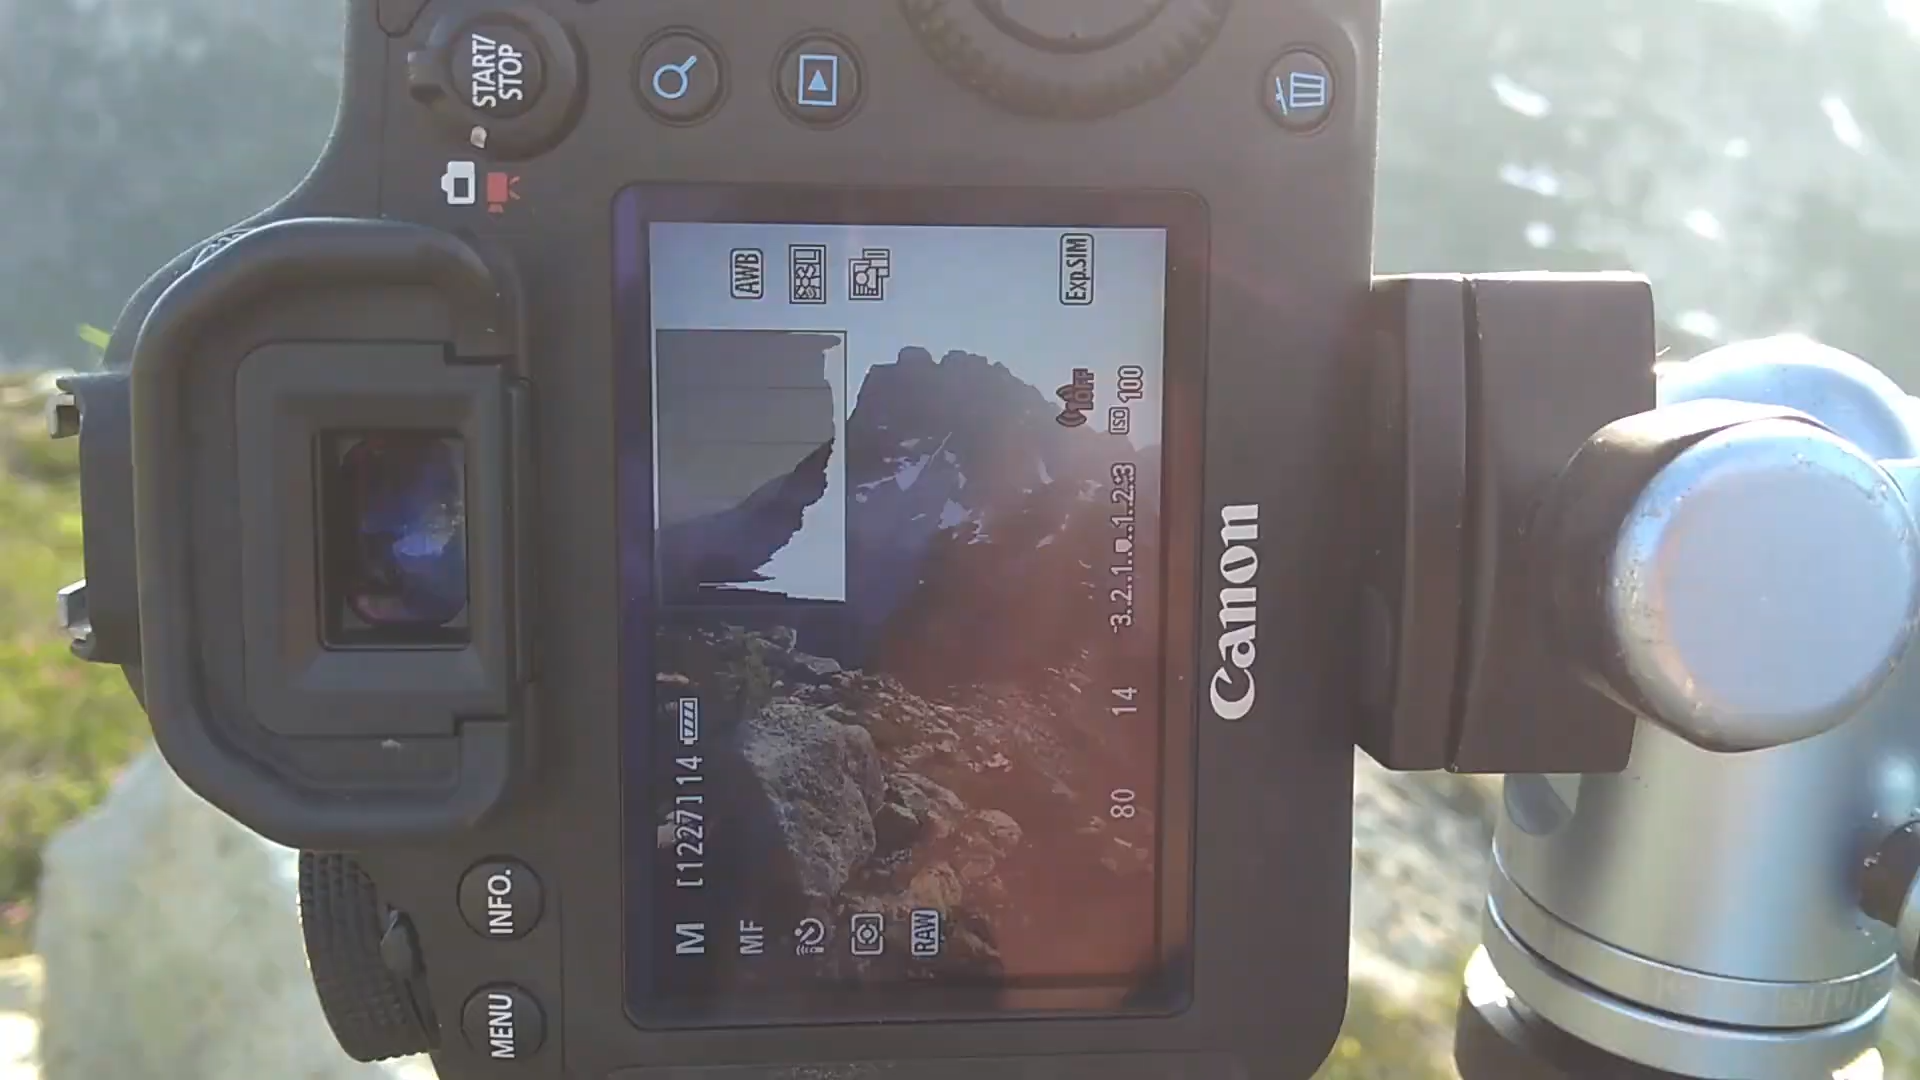 MENU
INFO.
START/
STOP
M [1227] 14
MF
RAW
AWB
L
Exp.SIM
OFF
80 14 -3..2..1..0..1..2.:3 ISO 100
Canon